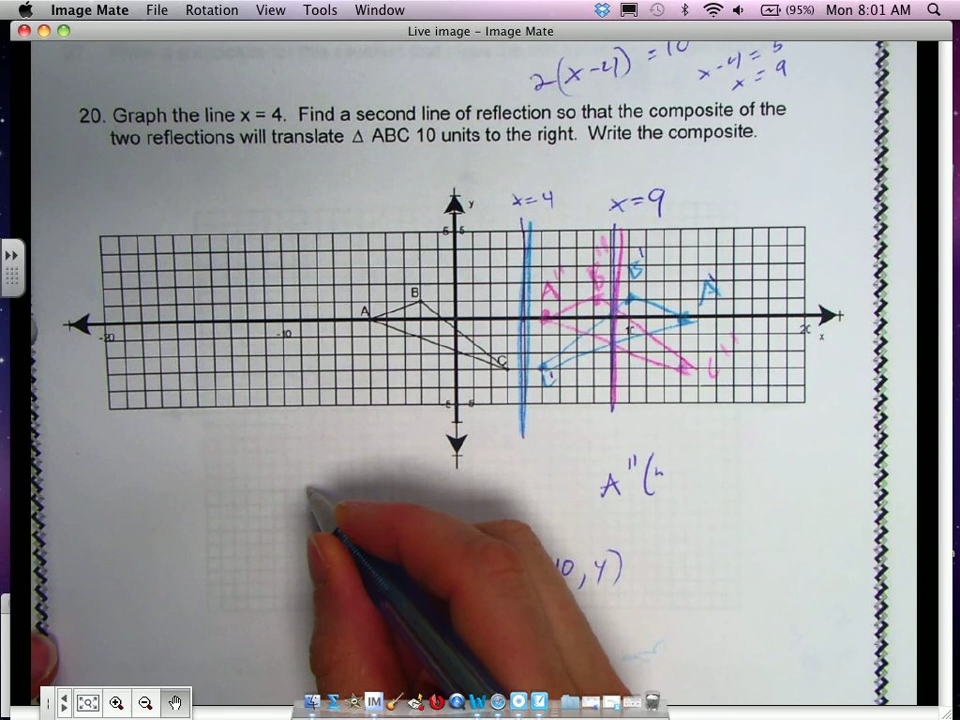 Image Mate File Rotation View Tools Window (95%) Mon 8:01 AM
Live image - Image Mate
2(x-4) = 10
x-4 = 5
x = 9
20. Graph the line x = 4. Find a second line of reflection so that the composite of the
two reflections will translate △ ABC 10 units to the right. Write the composite.
x=4 x=9
y
5 5
A'' B'' B' A'
B
A
-20 -10 20 x
C C' C''
5 5
A'' (
10, y)
IM W